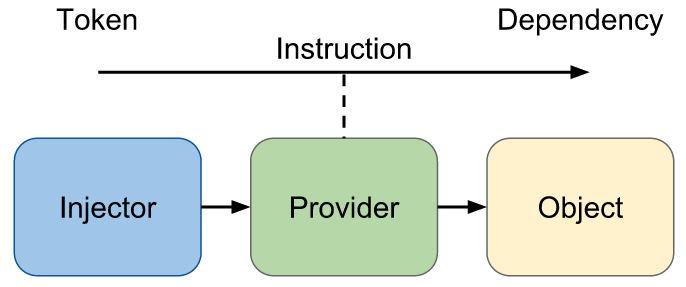 Token
Dependency
Instruction
Injector
Provider
Object